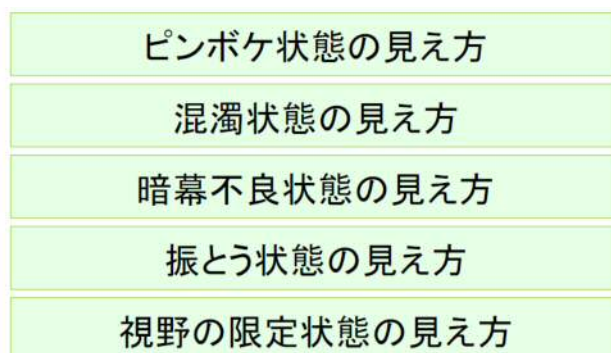 ピンボケ状態の見え方
混濁状態の見え方
暗幕不良状態の見え方
振とう状態の見え方
視野の限定状態の見え方